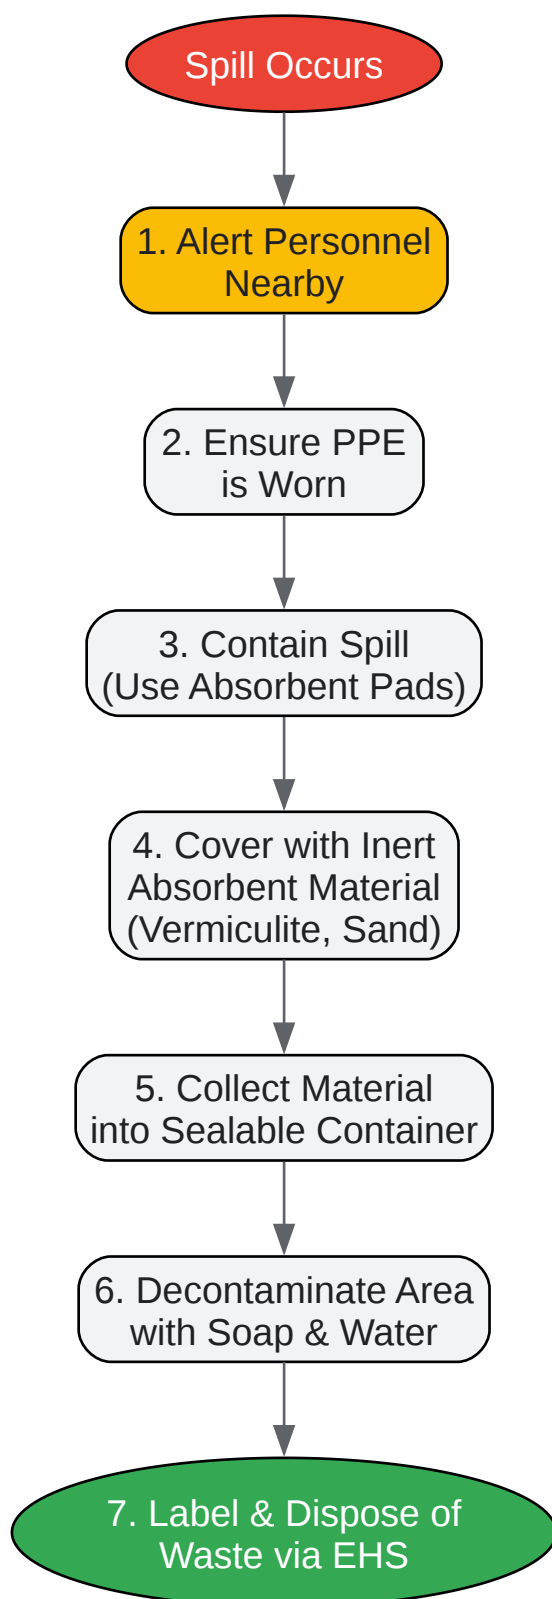 Spill Occurs
1. Alert Personnel
Nearby
2. Ensure PPE
is Worn
3. Contain Spill
(Use Absorbent Pads)
4. Cover with Inert
Absorbent Material
(Vermiculite, Sand)
5. Collect Material
into Sealable Container
6. Decontaminate Area
with Soap & Water
7. Label & Dispose of
Waste via EHS